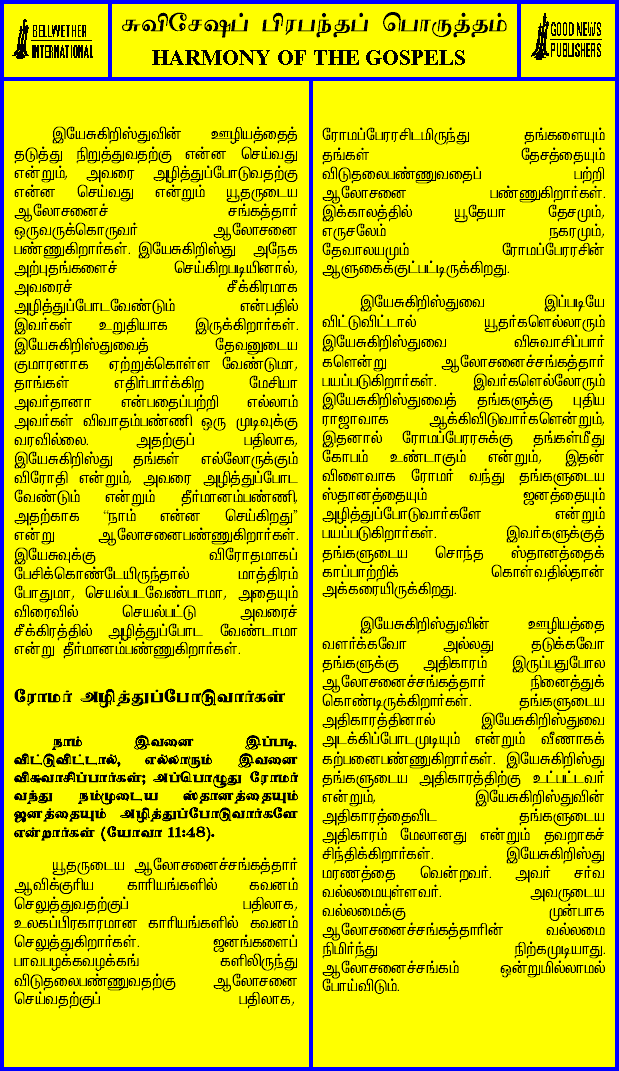 BELLWETHER
INTERNATIONAL
சுவிசேஷப் பிரபந்தப் பொருத்தம்
HARMONY OF THE GOSPELS
GOOD NEWS
PUBLISHERS
இயேசுகிறிஸ்துவின் ஊழியத்தைத்
தடுத்து நிறுத்துவதற்கு என்ன செய்வது
என்றும், அவரை அழித்துப்போடுவதற்கு
என்ன செய்வது என்றும் யூதருடைய
ஆலோசனைச் சங்கத்தார்
ஒருவருக்கொருவர் ஆலோசனை
பண்ணுகிறார்கள். இயேசுகிறிஸ்து அநேக
அற்புதங்களைச் செய்கிறபடியினால்,
அவரைச் சீக்கிரமாக
அழித்துப்போடவேண்டும் என்பதில்
இவர்கள் உறுதியாக இருக்கிறார்கள்.
இயேசுகிறிஸ்துவைத் தேவனுடைய
குமாரனாக ஏற்றுக்கொள்ள வேண்டுமா,
தாங்கள் எதிர்பார்க்கிற மேசியா
அவர்தானா என்பதைப்பற்றி எல்லாம்
அவர்கள் விவாதம்பண்ணி ஒரு முடிவுக்கு
வரவில்லை. அதற்குப் பதிலாக,
இயேசுகிறிஸ்து தங்கள் எல்லோருக்கும்
விரோதி என்றும், அவரை அழித்துப்போட
வேண்டும் என்றும் தீர்மானம்பண்ணி,
அதற்காக “நாம் என்ன செய்கிறது”
என்று ஆலோசனைபண்ணுகிறார்கள்.
இயேசுவுக்கு விரோதமாகப்
பேசிக்கொண்டேயிருந்தால் மாத்திரம்
போதுமா, செயல்படவேண்டாமா, அதையும்
விரைவில் செயல்பட்டு அவரைச்
சீக்கிரத்தில் அழித்துப்போட வேண்டாமா
என்று தீர்மானம்பண்ணுகிறார்கள்.
ரோமர் அழித்துப்போடுவார்கள்
நாம் இவனை இப்படி
விட்டுவிட்டால், எல்லாரும் இவனை
விசுவாசிப்பார்கள்; அப்பொழுது ரோமர்
வந்து நம்முடைய ஸ்தானத்தையும்
ஜனத்தையும் அழித்துப்போடுவார்களே
என்றார்கள் (யோவா 11:48).
யூதருடைய ஆலோசனைச்சங்கத்தார்
ஆவிக்குரிய காரியங்களில் கவனம்
செலுத்துவதற்குப் பதிலாக,
உலகப்பிரகாரமான காரியங்களில் கவனம்
செலுத்துகிறார்கள். ஜனங்களைப்
பாவபழக்கவழக்கங் களிலிருந்து
விடுதலைபண்ணுவதற்கு ஆலோசனை
செய்வதற்குப் பதிலாக,
ரோமப்பேரரசிடமிருந்து தங்களையும்
தங்கள் தேசத்தையும்
விடுதலைபண்ணுவதைப் பற்றி
ஆலோசனை பண்ணுகிறார்கள்.
இக்காலத்தில் யூதேயா தேசமும்,
எருசலேம் நகரமும்,
தேவாலயமும் ரோமப்பேரரசின்
ஆளுகைக்குட்பட்டிருக்கிறது.
இயேசுகிறிஸ்துவை இப்படியே
விட்டுவிட்டால் யூதர்களெல்லாரும்
இயேசுகிறிஸ்துவை விசுவாசிப்பார்
களென்று ஆலோசனைச்சங்கத்தார்
பயப்படுகிறார்கள். இவர்களெல்லோரும்
இயேசுகிறிஸ்துவைத் தங்களுக்கு புதிய
ராஜாவாக ஆக்கிவிடுவார்களென்றும்,
இதனால் ரோமப்பேரரசுக்கு தங்கள்மீது
கோபம் உண்டாகும் என்றும், இதன்
விளைவாக ரோமர் வந்து தங்களுடைய
ஸ்தானத்தையும் ஜனத்தையும்
அழித்துப்போடுவார்களே என்றும்
பயப்படுகிறார்கள். இவர்களுக்குத்
தங்களுடைய சொந்த ஸ்தானத்தைக்
காப்பாற்றிக் கொள்வதில்தான்
அக்கரையிருக்கிறது.
இயேசுகிறிஸ்துவின் ஊழியத்தை
வளர்க்கவோ அல்லது தடுக்கவோ
தங்களுக்கு அதிகாரம் இருப்பதுபோல
ஆலோசனைச்சங்கத்தார் நினைத்துக்
கொண்டிருக்கிறார்கள். தங்களுடைய
அதிகாரத்தினால் இயேசுகிறிஸ்துவை
அடக்கிப்போடமுடியும் என்றும் வீணாகக்
கற்பனைபண்ணுகிறார்கள். இயேசுகிறிஸ்து
தங்களுடைய அதிகாரத்திற்கு உட்பட்டவர்
என்றும், இயேசுகிறிஸ்துவின்
அதிகாரத்தைவிட தங்களுடைய
அதிகாரம் மேலானது என்றும் தவறாகச்
சிந்திக்கிறார்கள். இயேசுகிறிஸ்து
மரணத்தை வென்றவர். அவர் சர்வ
வல்லமையுள்ளவர். அவருடைய
வல்லமைக்கு முன்பாக
ஆலோசனைச்சங்கத்தாரின் வல்லமை
நிமிர்ந்து நிற்கமுடியாது.
ஆலோசனைச்சங்கம் ஒன்றுமில்லாமல்
போய்விடும்.